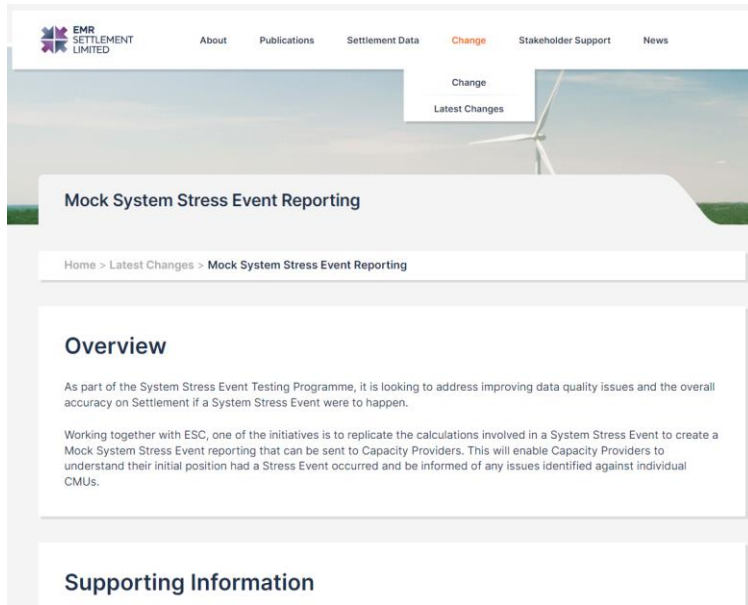 EMR
SETTLEMENT
LIMITED
About
Publications
Settlement Data
Change
Stakeholder Support
News
Change
Latest Changes
Mock System Stress Event Reporting
Home > Latest Changes > Mock System Stress Event Reporting
Overview
As part of the System Stress Event Testing Programme, it is looking to address improving data quality issues and the overall
accuracy on Settlement if a System Stress Event were to happen.
Working together with ESC, one of the initiatives is to replicate the calculations involved in a System Stress Event to create a
Mock System Stress Event reporting that can be sent to Capacity Providers. This will enable Capacity Providers to
understand their initial position had a Stress Event occurred and be informed of any issues identified against individual
CMUs.
Supporting Information